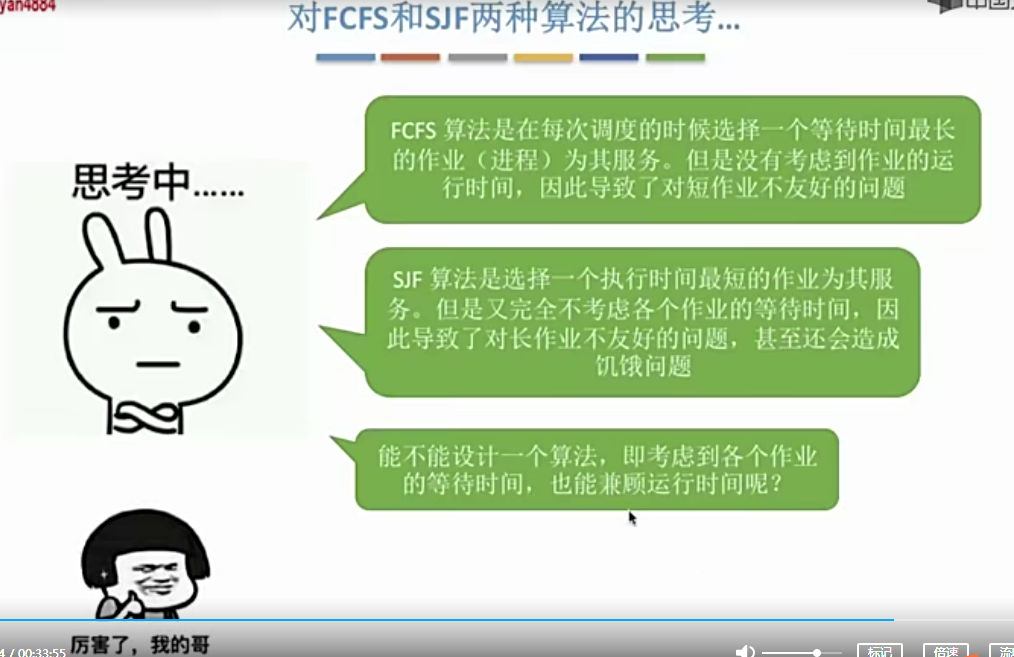 yan4884
对FCFS和SJF两种算法的思考...
FCFS 算法是在每次调度的时候选择一个等待时间最长
的作业（进程）为其服务。但是没有考虑到作业的运
行时间，因此导致了对短作业不友好的问题
思考中......
SJF 算法是选择一个执行时间最短的作业为其服
务。但是又完全不考虑各个作业的等待时间，因
此导致了对长作业不友好的问题，甚至还会造成
饥饿问题
能不能设计一个算法，即考虑到各个作业
的等待时间，也能兼顾运行时间呢？
厉害了，我的哥
4 / 00:33:55
标记
倍速